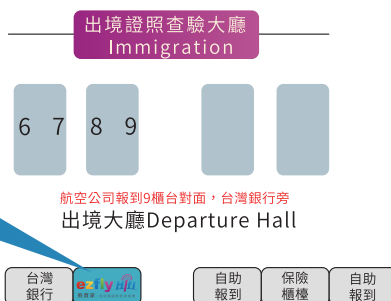 出境證照查驗大廳
Immigration
6 7 8 9
航空公司報到9櫃台對面，台灣銀行旁
出境大廳Departure Hall
台灣
銀行
ezfly
自助
報到
保險
櫃檯
自助
報到